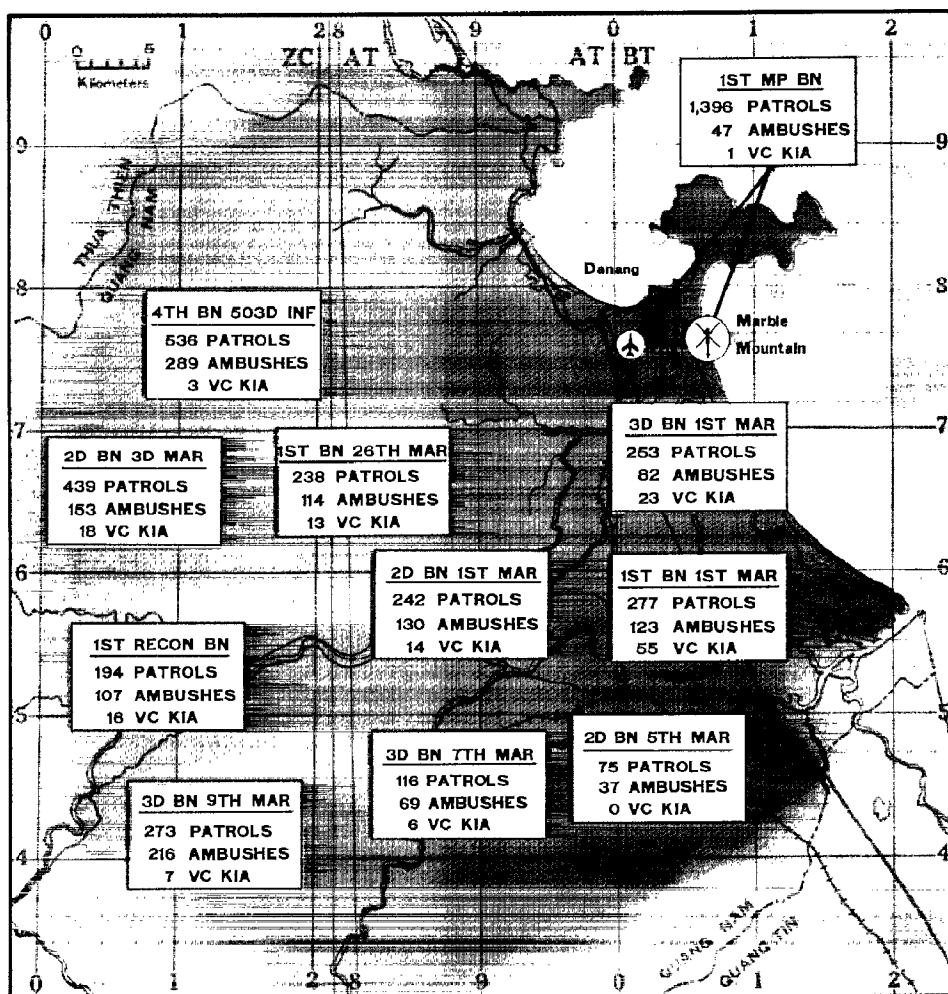 0 1 2 8 9 0 1 2
0 5
Kilometers
ZC AT
AT BT
1ST MP BN
1,396 PATROLS
47 AMBUSHES
1 VC KIA
9 9
THUA THIEN
QUANG NAM
Danang
8 8
4TH BN 503D INF
536 PATROLS
289 AMBUSHES
3 VC KIA
Marble
Mountain
7 7
2D BN 3D MAR
439 PATROLS
153 AMBUSHES
18 VC KIA
1ST BN 26TH MAR
238 PATROLS
114 AMBUSHES
13 VC KIA
3D BN 1ST MAR
253 PATROLS
82 AMBUSHES
23 VC KIA
6 6
2D BN 1ST MAR
242 PATROLS
130 AMBUSHES
14 VC KIA
1ST BN 1ST MAR
277 PATROLS
123 AMBUSHES
55 VC KIA
1ST RECON BN
194 PATROLS
107 AMBUSHES
16 VC KIA
5 5
3D BN 7TH MAR
116 PATROLS
69 AMBUSHES
6 VC KIA
2D BN 5TH MAR
75 PATROLS
37 AMBUSHES
0 VC KIA
3D BN 9TH MAR
273 PATROLS
216 AMBUSHES
7 VC KIA
4 4
QUANG NAM
QUANG TIN
0 1 2 8 9 0 1 2